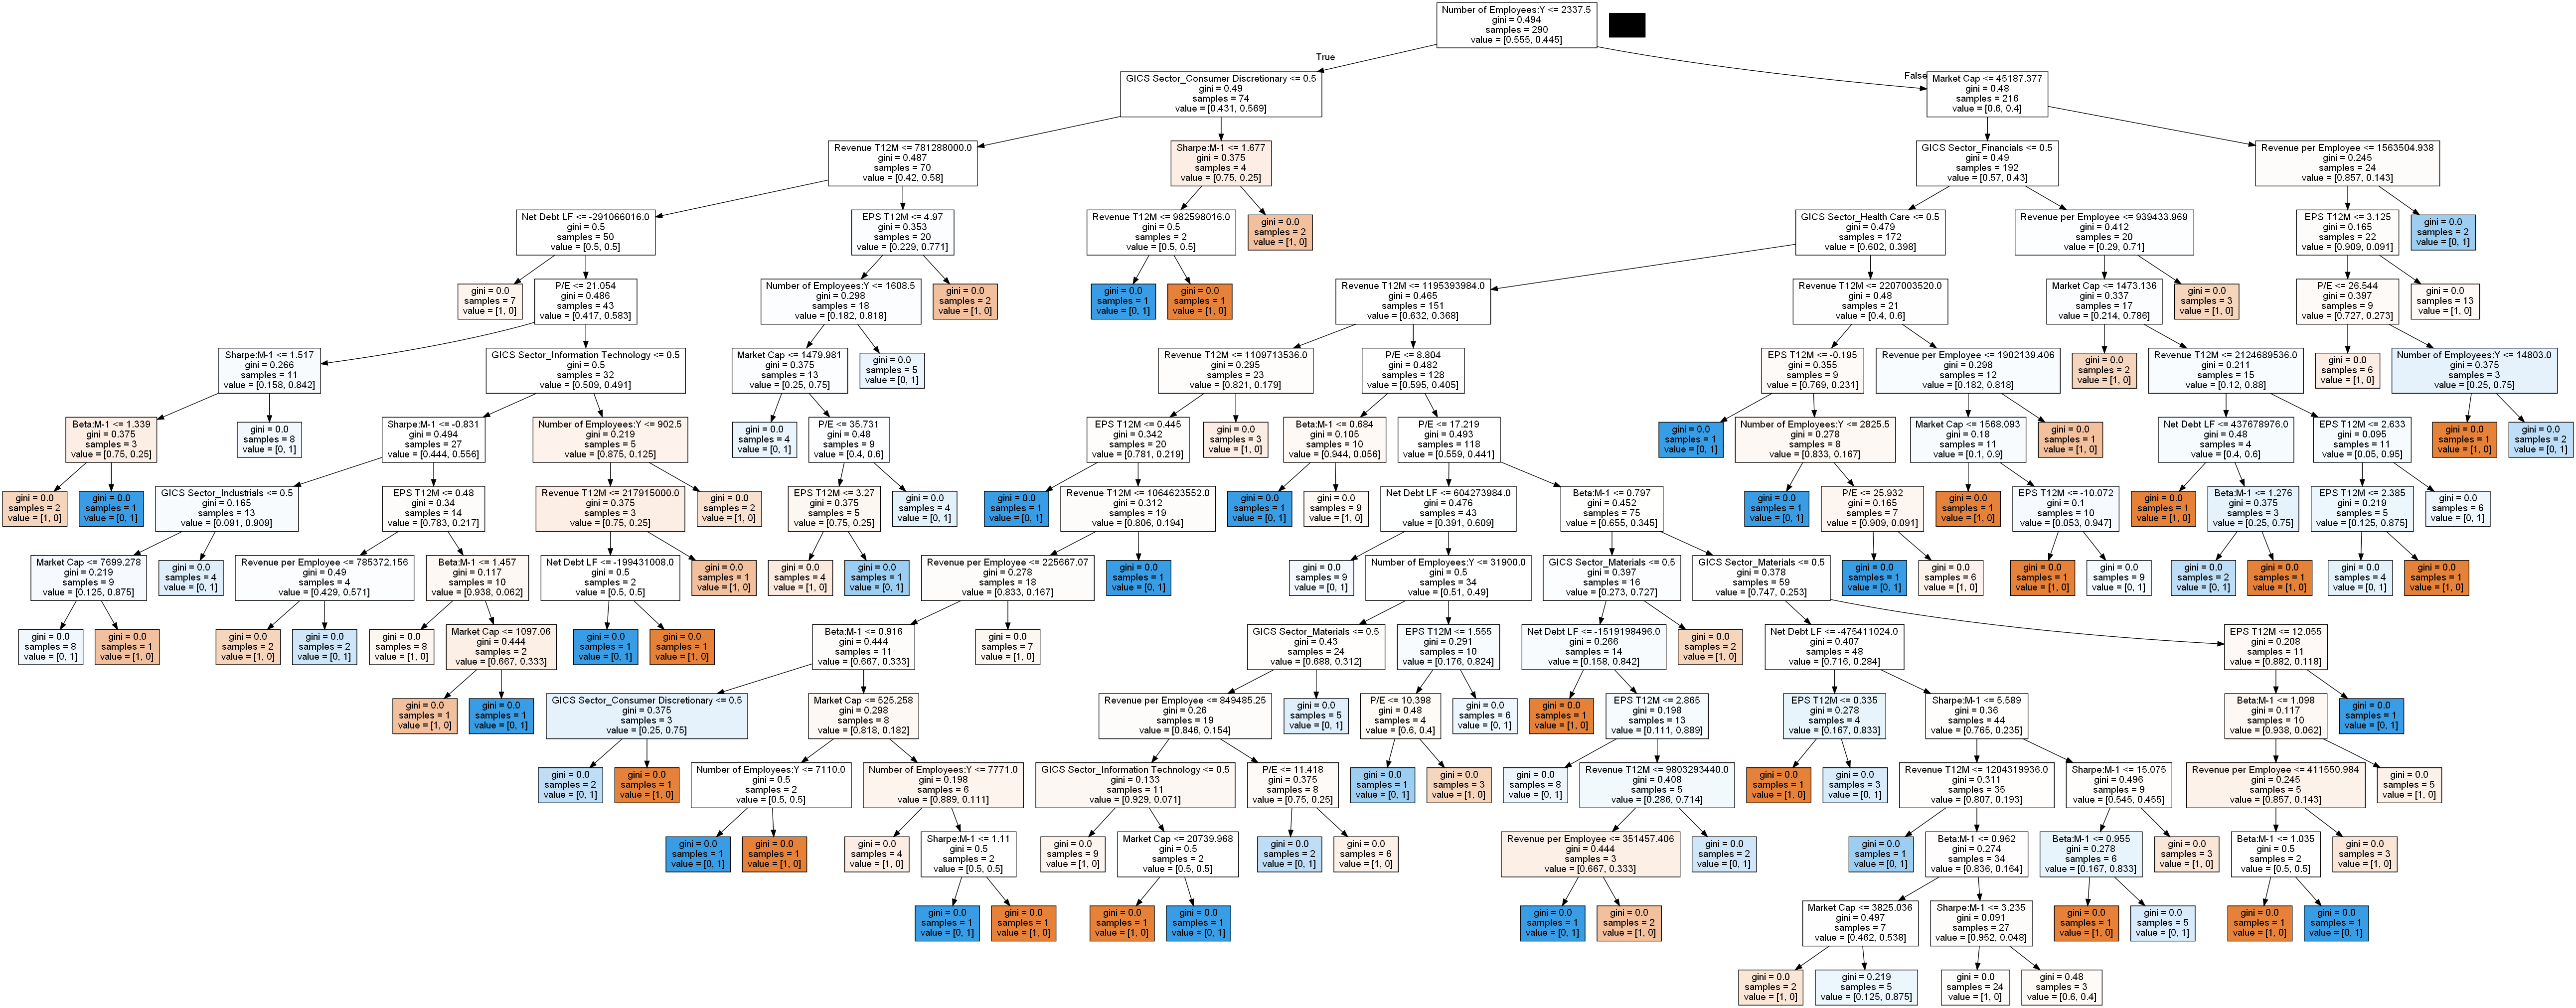 Number of Employees:Y <= 2337.5
gini = 0.494
samples = 290
value = [0.555, 0.445]
True
False
GICS Sector_Consumer Discretionary <= 0.5
gini = 0.49
samples = 74
value = [0.431, 0.569]
Market Cap <= 45187.377
gini = 0.48
samples = 216
value = [0.6, 0.4]
Revenue T12M <= 781288000.0
gini = 0.487
samples = 70
value = [0.42, 0.58]
Sharpe:M-1 <= 1.677
gini = 0.375
samples = 4
value = [0.75, 0.25]
GICS Sector_Financials <= 0.5
gini = 0.49
samples = 192
value = [0.57, 0.43]
Revenue per Employee <= 1563504.938
gini = 0.245
samples = 24
value = [0.857, 0.143]
Net Debt LF <= -291066016.0
gini = 0.5
samples = 50
value = [0.5, 0.5]
EPS T12M <= 4.97
gini = 0.353
samples = 20
value = [0.229, 0.771]
Revenue T12M <= 982598016.0
gini = 0.5
samples = 2
value = [0.5, 0.5]
gini = 0.0
samples = 2
value = [1, 0]
GICS Sector_Health Care <= 0.5
gini = 0.479
samples = 172
value = [0.602, 0.398]
Revenue per Employee <= 939433.969
gini = 0.412
samples = 20
value = [0.29, 0.71]
EPS T12M <= 3.125
gini = 0.165
samples = 22
value = [0.909, 0.091]
gini = 0.0
samples = 2
value = [0, 1]
gini = 0.0
samples = 7
value = [1, 0]
P/E <= 21.054
gini = 0.486
samples = 43
value = [0.417, 0.583]
Number of Employees:Y <= 1608.5
gini = 0.298
samples = 18
value = [0.182, 0.818]
gini = 0.0
samples = 2
value = [1, 0]
gini = 0.0
samples = 1
value = [0, 1]
gini = 0.0
samples = 1
value = [1, 0]
Revenue T12M <= 1195393984.0
gini = 0.465
samples = 151
value = [0.632, 0.368]
Revenue T12M <= 2207003520.0
gini = 0.48
samples = 21
value = [0.4, 0.6]
Market Cap <= 1473.136
gini = 0.337
samples = 17
value = [0.214, 0.786]
gini = 0.0
samples = 3
value = [1, 0]
P/E <= 26.544
gini = 0.397
samples = 9
value = [0.727, 0.273]
gini = 0.0
samples = 13
value = [1, 0]
Sharpe:M-1 <= 1.517
gini = 0.266
samples = 11
value = [0.158, 0.842]
GICS Sector_Information Technology <= 0.5
gini = 0.5
samples = 32
value = [0.509, 0.491]
Market Cap <= 1479.981
gini = 0.375
samples = 13
value = [0.25, 0.75]
gini = 0.0
samples = 5
value = [0, 1]
Revenue T12M <= 1109713536.0
gini = 0.295
samples = 23
value = [0.821, 0.179]
P/E <= 8.804
gini = 0.482
samples = 128
value = [0.595, 0.405]
EPS T12M <= -0.195
gini = 0.355
samples = 9
value = [0.769, 0.231]
Revenue per Employee <= 1902139.406
gini = 0.298
samples = 12
value = [0.182, 0.818]
gini = 0.0
samples = 2
value = [1, 0]
Revenue T12M <= 2124689536.0
gini = 0.211
samples = 15
value = [0.12, 0.88]
gini = 0.0
samples = 6
value = [1, 0]
Number of Employees:Y <= 14803.0
gini = 0.375
samples = 3
value = [0.25, 0.75]
Beta:M-1 <= 1.339
gini = 0.375
samples = 3
value = [0.75, 0.25]
gini = 0.0
samples = 8
value = [0, 1]
Sharpe:M-1 <= -0.831
gini = 0.494
samples = 27
value = [0.444, 0.556]
Number of Employees:Y <= 902.5
gini = 0.219
samples = 5
value = [0.875, 0.125]
gini = 0.0
samples = 4
value = [0, 1]
P/E <= 35.731
gini = 0.48
samples = 9
value = [0.4, 0.6]
EPS T12M <= 0.445
gini = 0.342
samples = 20
value = [0.781, 0.219]
gini = 0.0
samples = 3
value = [1, 0]
Beta:M-1 <= 0.684
gini = 0.105
samples = 10
value = [0.944, 0.056]
P/E <= 17.219
gini = 0.493
samples = 118
value = [0.559, 0.441]
gini = 0.0
samples = 1
value = [0, 1]
Number of Employees:Y <= 2825.5
gini = 0.278
samples = 8
value = [0.833, 0.167]
Market Cap <= 1568.093
gini = 0.18
samples = 11
value = [0.1, 0.9]
gini = 0.0
samples = 1
value = [1, 0]
Net Debt LF <= 437678976.0
gini = 0.48
samples = 4
value = [0.4, 0.6]
EPS T12M <= 2.633
gini = 0.095
samples = 11
value = [0.05, 0.95]
gini = 0.0
samples = 1
value = [1, 0]
gini = 0.0
samples = 2
value = [0, 1]
gini = 0.0
samples = 2
value = [1, 0]
gini = 0.0
samples = 1
value = [0, 1]
GICS Sector_Industrials <= 0.5
gini = 0.165
samples = 13
value = [0.091, 0.909]
EPS T12M <= 0.48
gini = 0.34
samples = 14
value = [0.783, 0.217]
Revenue T12M <= 217915000.0
gini = 0.375
samples = 3
value = [0.75, 0.25]
gini = 0.0
samples = 2
value = [1, 0]
EPS T12M <= 3.27
gini = 0.375
samples = 5
value = [0.75, 0.25]
gini = 0.0
samples = 4
value = [0, 1]
gini = 0.0
samples = 1
value = [0, 1]
Revenue T12M <= 1064623552.0
gini = 0.312
samples = 19
value = [0.806, 0.194]
gini = 0.0
samples = 1
value = [0, 1]
gini = 0.0
samples = 9
value = [1, 0]
Net Debt LF <= 604273984.0
gini = 0.476
samples = 43
value = [0.391, 0.609]
Beta:M-1 <= 0.797
gini = 0.452
samples = 75
value = [0.655, 0.345]
gini = 0.0
samples = 1
value = [0, 1]
P/E <= 25.932
gini = 0.165
samples = 7
value = [0.909, 0.091]
gini = 0.0
samples = 1
value = [1, 0]
EPS T12M <= -10.072
gini = 0.1
samples = 10
value = [0.053, 0.947]
gini = 0.0
samples = 1
value = [1, 0]
Beta:M-1 <= 1.276
gini = 0.375
samples = 3
value = [0.25, 0.75]
EPS T12M <= 2.385
gini = 0.219
samples = 5
value = [0.125, 0.875]
gini = 0.0
samples = 6
value = [0, 1]
Market Cap <= 7699.278
gini = 0.219
samples = 9
value = [0.125, 0.875]
gini = 0.0
samples = 4
value = [0, 1]
Revenue per Employee <= 785372.156
gini = 0.49
samples = 4
value = [0.429, 0.571]
Beta:M-1 <= 1.457
gini = 0.117
samples = 10
value = [0.938, 0.062]
Net Debt LF <= -199431008.0
gini = 0.5
samples = 2
value = [0.5, 0.5]
gini = 0.0
samples = 1
value = [1, 0]
gini = 0.0
samples = 4
value = [1, 0]
gini = 0.0
samples = 1
value = [0, 1]
Revenue per Employee <= 225667.07
gini = 0.278
samples = 18
value = [0.833, 0.167]
gini = 0.0
samples = 1
value = [0, 1]
gini = 0.0
samples = 9
value = [0, 1]
Number of Employees:Y <= 31900.0
gini = 0.5
samples = 34
value = [0.51, 0.49]
GICS Sector_Materials <= 0.5
gini = 0.397
samples = 16
value = [0.273, 0.727]
GICS Sector_Materials <= 0.5
gini = 0.378
samples = 59
value = [0.747, 0.253]
gini = 0.0
samples = 1
value = [0, 1]
gini = 0.0
samples = 6
value = [1, 0]
gini = 0.0
samples = 1
value = [1, 0]
gini = 0.0
samples = 9
value = [0, 1]
gini = 0.0
samples = 2
value = [0, 1]
gini = 0.0
samples = 1
value = [1, 0]
gini = 0.0
samples = 4
value = [0, 1]
gini = 0.0
samples = 1
value = [1, 0]
gini = 0.0
samples = 8
value = [0, 1]
gini = 0.0
samples = 1
value = [1, 0]
gini = 0.0
samples = 2
value = [1, 0]
gini = 0.0
samples = 2
value = [0, 1]
gini = 0.0
samples = 8
value = [1, 0]
Market Cap <= 1097.06
gini = 0.444
samples = 2
value = [0.667, 0.333]
gini = 0.0
samples = 1
value = [0, 1]
gini = 0.0
samples = 1
value = [1, 0]
Beta:M-1 <= 0.916
gini = 0.444
samples = 11
value = [0.667, 0.333]
gini = 0.0
samples = 7
value = [1, 0]
GICS Sector_Materials <= 0.5
gini = 0.43
samples = 24
value = [0.688, 0.312]
EPS T12M <= 1.555
gini = 0.291
samples = 10
value = [0.176, 0.824]
Net Debt LF <= -1519198496.0
gini = 0.266
samples = 14
value = [0.158, 0.842]
gini = 0.0
samples = 2
value = [1, 0]
Net Debt LF <= -475411024.0
gini = 0.407
samples = 48
value = [0.716, 0.284]
EPS T12M <= 12.055
gini = 0.208
samples = 11
value = [0.882, 0.118]
gini = 0.0
samples = 1
value = [1, 0]
gini = 0.0
samples = 1
value = [0, 1]
GICS Sector_Consumer Discretionary <= 0.5
gini = 0.375
samples = 3
value = [0.25, 0.75]
Market Cap <= 525.258
gini = 0.298
samples = 8
value = [0.818, 0.182]
Revenue per Employee <= 849485.25
gini = 0.26
samples = 19
value = [0.846, 0.154]
gini = 0.0
samples = 5
value = [0, 1]
P/E <= 10.398
gini = 0.48
samples = 4
value = [0.6, 0.4]
gini = 0.0
samples = 6
value = [0, 1]
gini = 0.0
samples = 1
value = [1, 0]
EPS T12M <= 2.865
gini = 0.198
samples = 13
value = [0.111, 0.889]
EPS T12M <= 0.335
gini = 0.278
samples = 4
value = [0.167, 0.833]
Sharpe:M-1 <= 5.589
gini = 0.36
samples = 44
value = [0.765, 0.235]
Beta:M-1 <= 1.098
gini = 0.117
samples = 10
value = [0.938, 0.062]
gini = 0.0
samples = 1
value = [0, 1]
gini = 0.0
samples = 2
value = [0, 1]
gini = 0.0
samples = 1
value = [1, 0]
Number of Employees:Y <= 7110.0
gini = 0.5
samples = 2
value = [0.5, 0.5]
Number of Employees:Y <= 7771.0
gini = 0.198
samples = 6
value = [0.889, 0.111]
GICS Sector_Information Technology <= 0.5
gini = 0.133
samples = 11
value = [0.929, 0.071]
P/E <= 11.418
gini = 0.375
samples = 8
value = [0.75, 0.25]
gini = 0.0
samples = 1
value = [0, 1]
gini = 0.0
samples = 3
value = [1, 0]
gini = 0.0
samples = 8
value = [0, 1]
Revenue T12M <= 9803293440.0
gini = 0.408
samples = 5
value = [0.286, 0.714]
gini = 0.0
samples = 1
value = [1, 0]
gini = 0.0
samples = 3
value = [0, 1]
Revenue T12M <= 1204319936.0
gini = 0.311
samples = 35
value = [0.807, 0.193]
Sharpe:M-1 <= 15.075
gini = 0.496
samples = 9
value = [0.545, 0.455]
Revenue per Employee <= 411550.984
gini = 0.245
samples = 5
value = [0.857, 0.143]
gini = 0.0
samples = 5
value = [1, 0]
gini = 0.0
samples = 1
value = [0, 1]
gini = 0.0
samples = 1
value = [1, 0]
gini = 0.0
samples = 4
value = [1, 0]
Sharpe:M-1 <= 1.11
gini = 0.5
samples = 2
value = [0.5, 0.5]
gini = 0.0
samples = 9
value = [1, 0]
Market Cap <= 20739.968
gini = 0.5
samples = 2
value = [0.5, 0.5]
gini = 0.0
samples = 2
value = [0, 1]
gini = 0.0
samples = 6
value = [1, 0]
Revenue per Employee <= 351457.406
gini = 0.444
samples = 3
value = [0.667, 0.333]
gini = 0.0
samples = 2
value = [0, 1]
gini = 0.0
samples = 1
value = [0, 1]
Beta:M-1 <= 0.962
gini = 0.274
samples = 34
value = [0.836, 0.164]
Beta:M-1 <= 0.955
gini = 0.278
samples = 6
value = [0.167, 0.833]
gini = 0.0
samples = 3
value = [1, 0]
Beta:M-1 <= 1.035
gini = 0.5
samples = 2
value = [0.5, 0.5]
gini = 0.0
samples = 3
value = [1, 0]
gini = 0.0
samples = 1
value = [0, 1]
gini = 0.0
samples = 1
value = [1, 0]
gini = 0.0
samples = 1
value = [1, 0]
gini = 0.0
samples = 1
value = [0, 1]
gini = 0.0
samples = 1
value = [0, 1]
gini = 0.0
samples = 2
value = [1, 0]
Market Cap <= 3825.036
gini = 0.497
samples = 7
value = [0.462, 0.538]
Sharpe:M-1 <= 3.235
gini = 0.091
samples = 27
value = [0.952, 0.048]
gini = 0.0
samples = 1
value = [1, 0]
gini = 0.0
samples = 5
value = [0, 1]
gini = 0.0
samples = 1
value = [1, 0]
gini = 0.0
samples = 1
value = [0, 1]
gini = 0.0
samples = 2
value = [1, 0]
gini = 0.219
samples = 5
value = [0.125, 0.875]
gini = 0.0
samples = 24
value = [1, 0]
gini = 0.48
samples = 3
value = [0.6, 0.4]